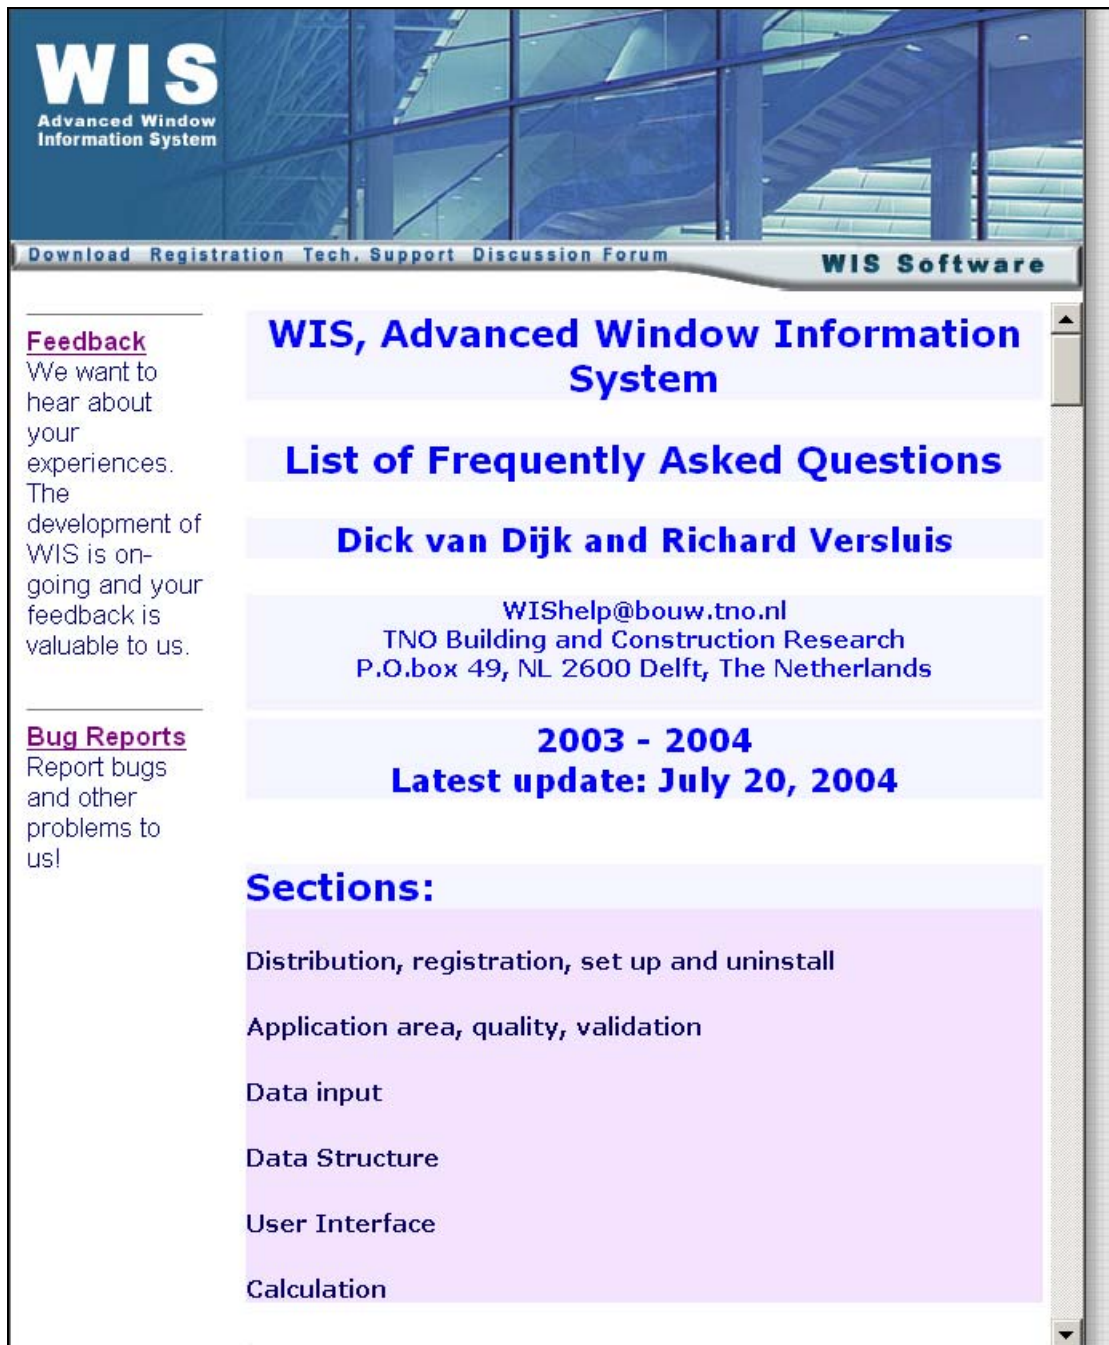 WIS
Advanced Window
Information System
Download Registration Tech. Support Discussion Forum
WIS Software
Feedback
We want to
hear about
your
experiences.
The
development of
WIS is on-
going and your
feedback is
valuable to us.
Bug Reports
Report bugs
and other
problems to
us!
WIS, Advanced Window Information
System
List of Frequently Asked Questions
Dick van Dijk and Richard Versluis
WIShelp@bouw.tno.nl
TNO Building and Construction Research
P.O.box 49, NL 2600 Delft, The Netherlands
2003 - 2004
Latest update: July 20, 2004
Sections:
Distribution, registration, set up and uninstall
Application area, quality, validation
Data input
Data Structure
User Interface
Calculation